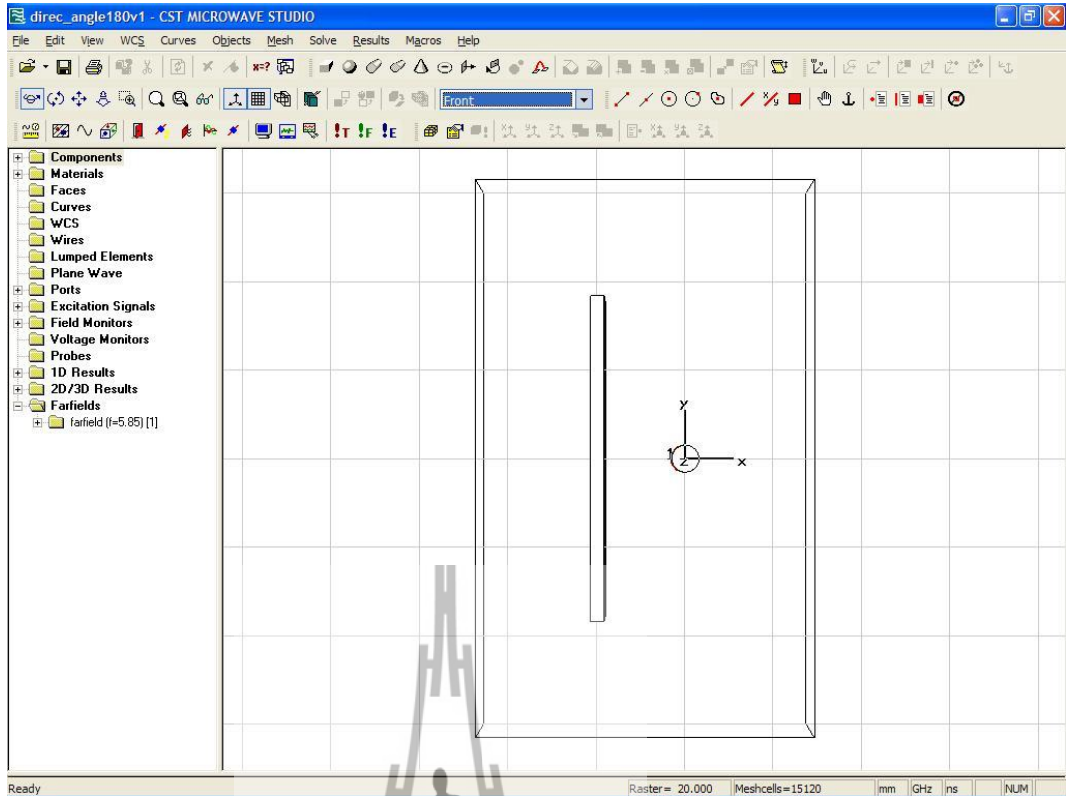 direc_angle180v1 - CST MICROWAVE STUDIO
File Edit View WCS Curves Objects Mesh Solve Results Macros Help
x=?
Front
x/y
!T !F !E
Components
Materials
Faces
Curves
WCS
Wires
Lumped Elements
Plane Wave
Ports
Excitation Signals
Field Monitors
Voltage Monitors
Probes
1D Results
2D/3D Results
Farfields
farfield (f=5.85) [1]
y
1
z
x
Ready Raster= 20.000 Meshcells=15120 mm GHz ns NUM